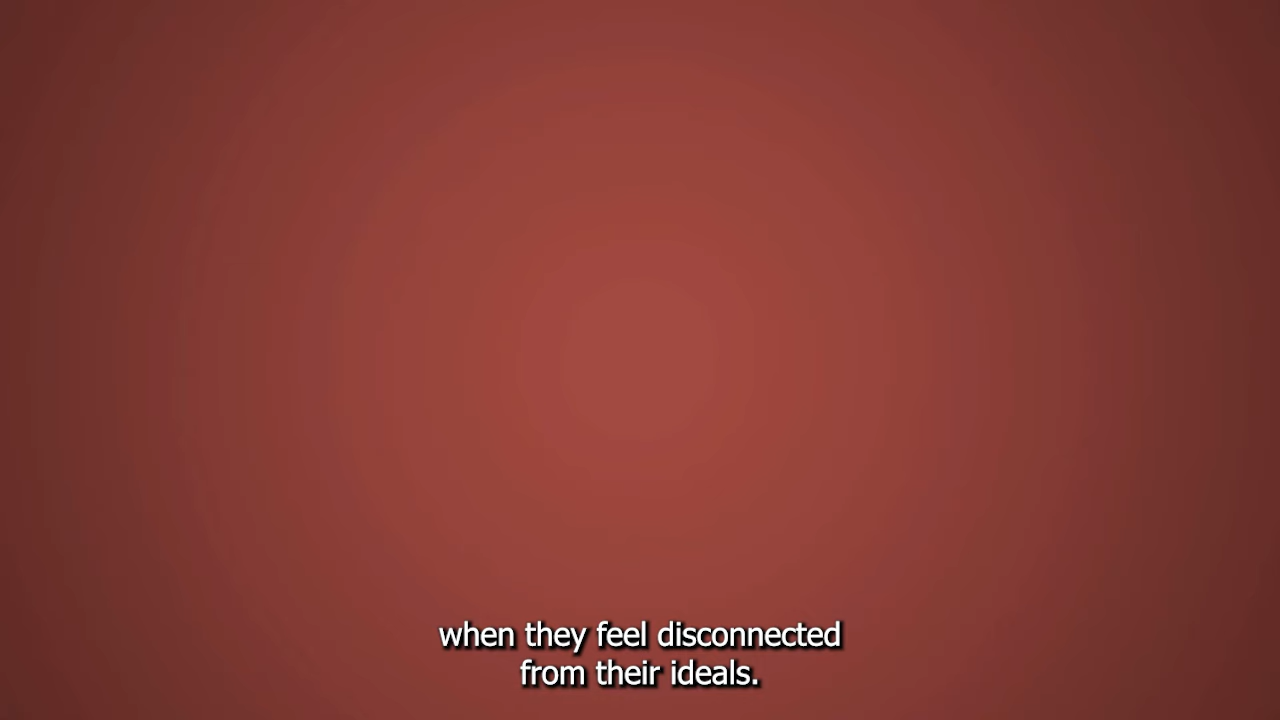 when they feel disconnected
from their ideals.